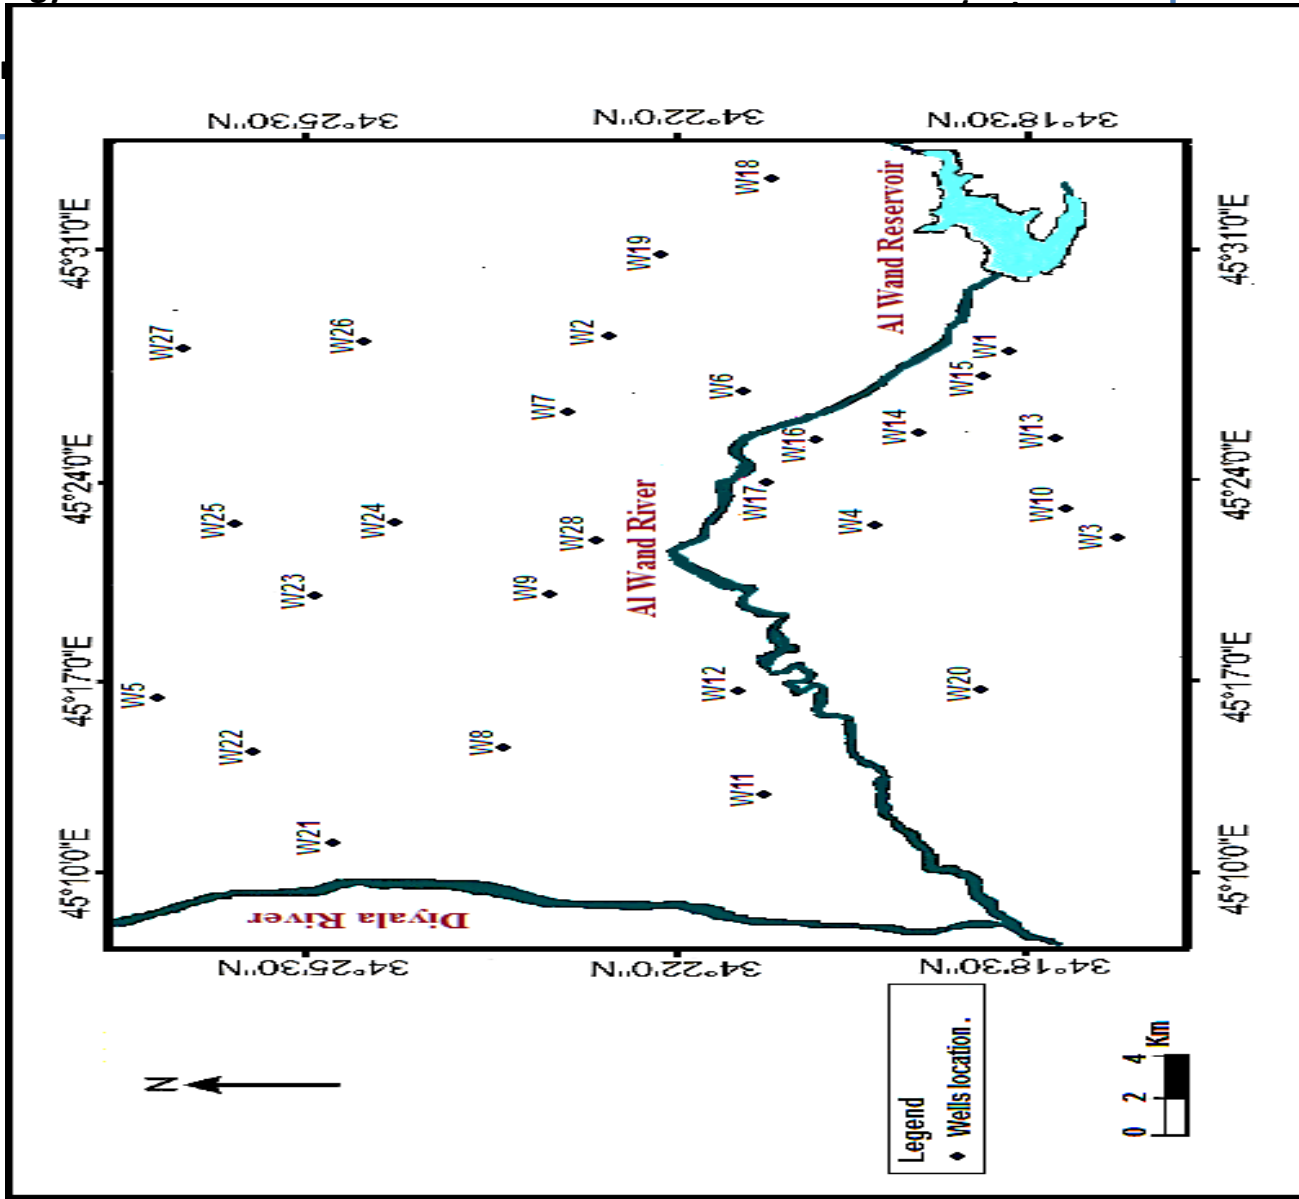 34°25'30"N
34°22'0"N
34°18'30"N
45°31'0"E
45°24'0"E
45°17'0"E
45°10'0"E
W18
W19
W27
W26
W2
W1
W15
W6
W7
W14
W13
W16
W17
W25
W24
W28
W4
W10
W3
W23
W9
W5
W12
W20
W22
W8
W11
W21
Al Wand Reservoir
Al Wand River
Diyala River
45°31'0"E
45°24'0"E
45°17'0"E
45°10'0"E
34°25'30"N
34°22'0"N
34°18'30"N
N
Legend
Wells location .
0 2 4
Km